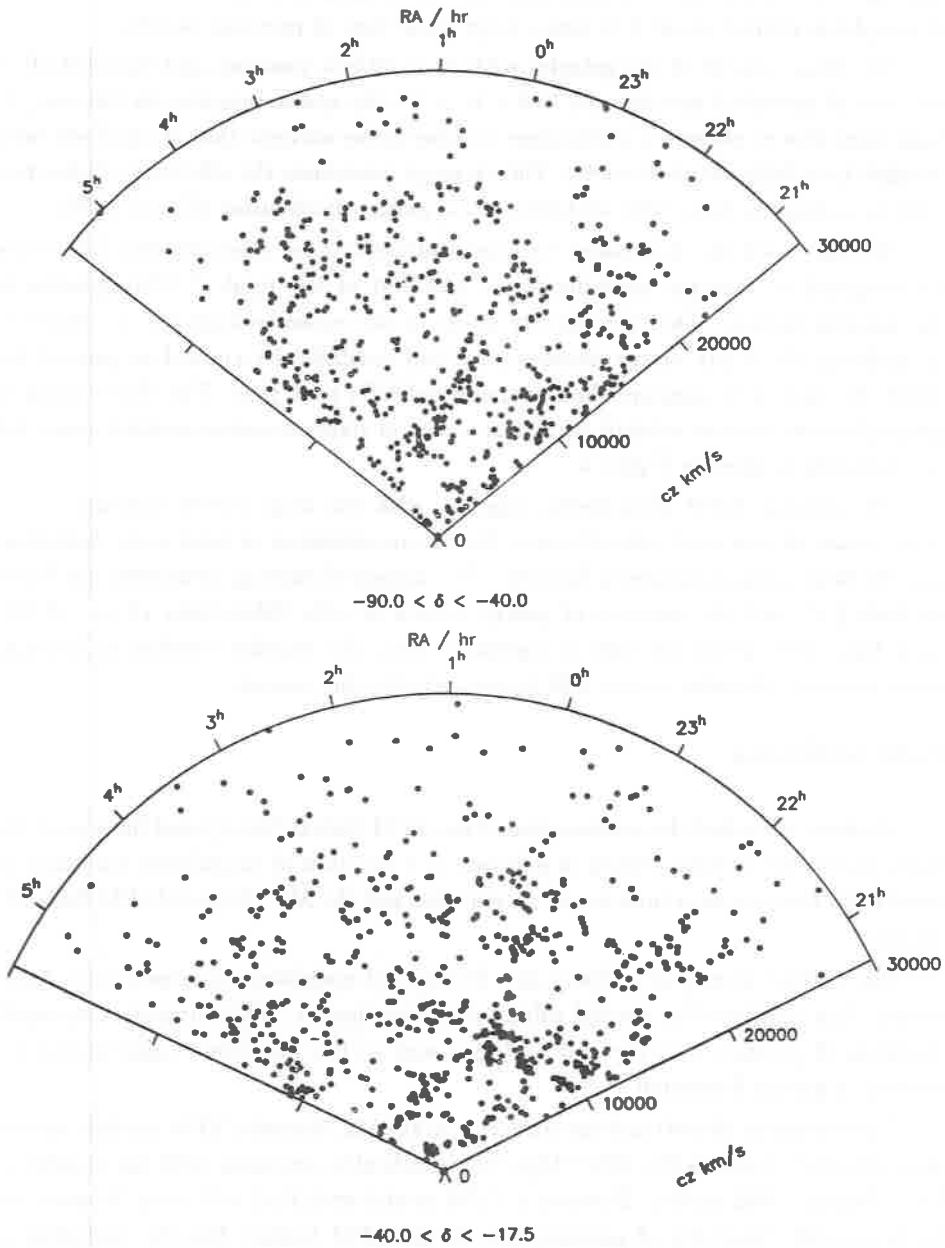 RA / hr
1ʰ
2ʰ 0ʰ
3ʰ 23ʰ
4ʰ 22ʰ
5ʰ 21ʰ
30000
20000
10000
cz km/s
0
−90.0 < δ < −40.0
RA / hr
1ʰ
2ʰ 0ʰ
3ʰ 23ʰ
4ʰ 22ʰ
5ʰ 21ʰ
30000
20000
10000
cz km/s
0
−40.0 < δ < −17.5